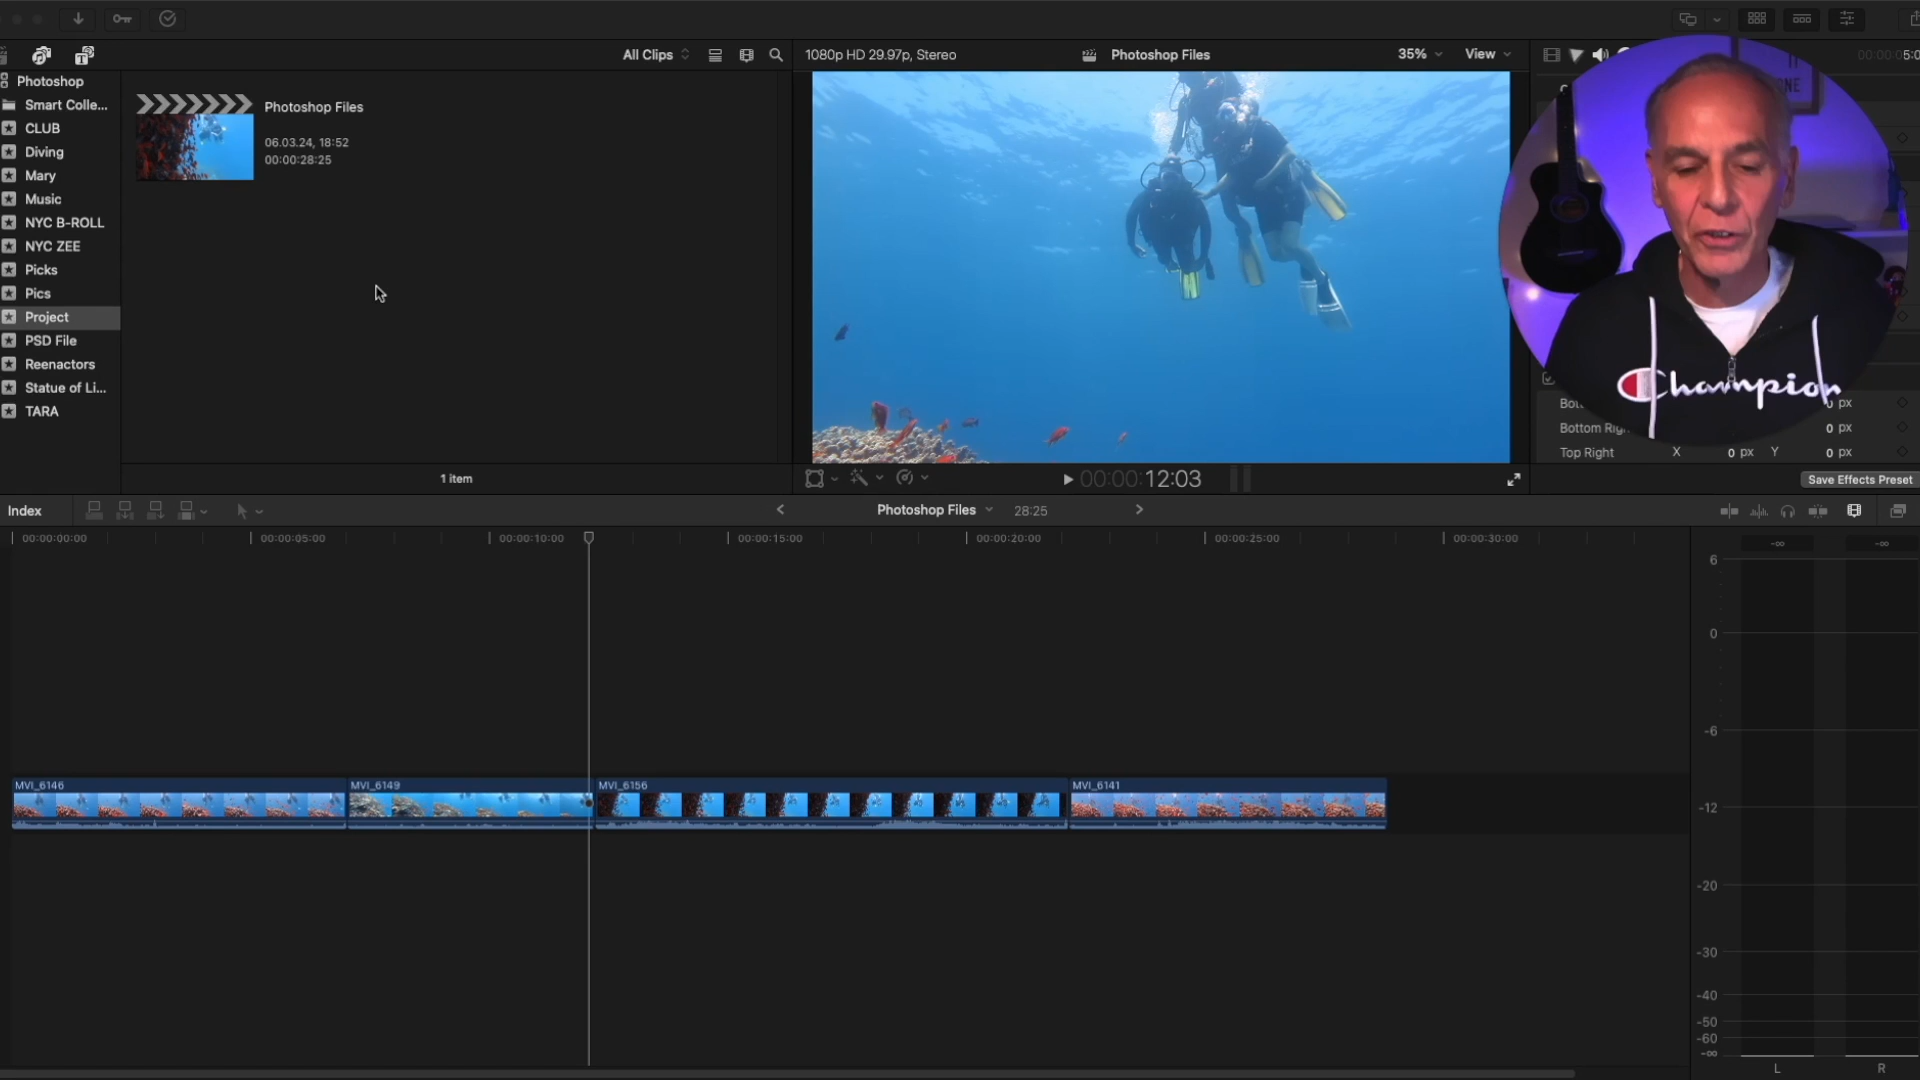 All Clips
1080p HD 29.97p, Stereo
Photoshop Files
35%
View
Photoshop
Smart Colle...
CLUB
Diving
Mary
Music
NYC B-ROLL
NYC ZEE
Picks
Pics
Project
PSD File
Reenactors
Statue of Li...
TARA
Photoshop Files
06.03.24, 18:52
00:00:28:25
1 item
00:00:12:03
Champion
0 px
Bottom Rig
0 px
Top Right X 0 px Y 0 px
Save Effects Preset
Index
Photoshop Files
28:25
00:00:00:00
00:00:05:00
00:00:10:00
00:00:15:00
00:00:20:00
00:00:25:00
00:00:30:00
MVI_6146
MVI_6149
MVI_6156
MVI_6141
-∞
-∞
6
0
-6
-12
-20
-30
-40
-50
-60
-∞
L
R